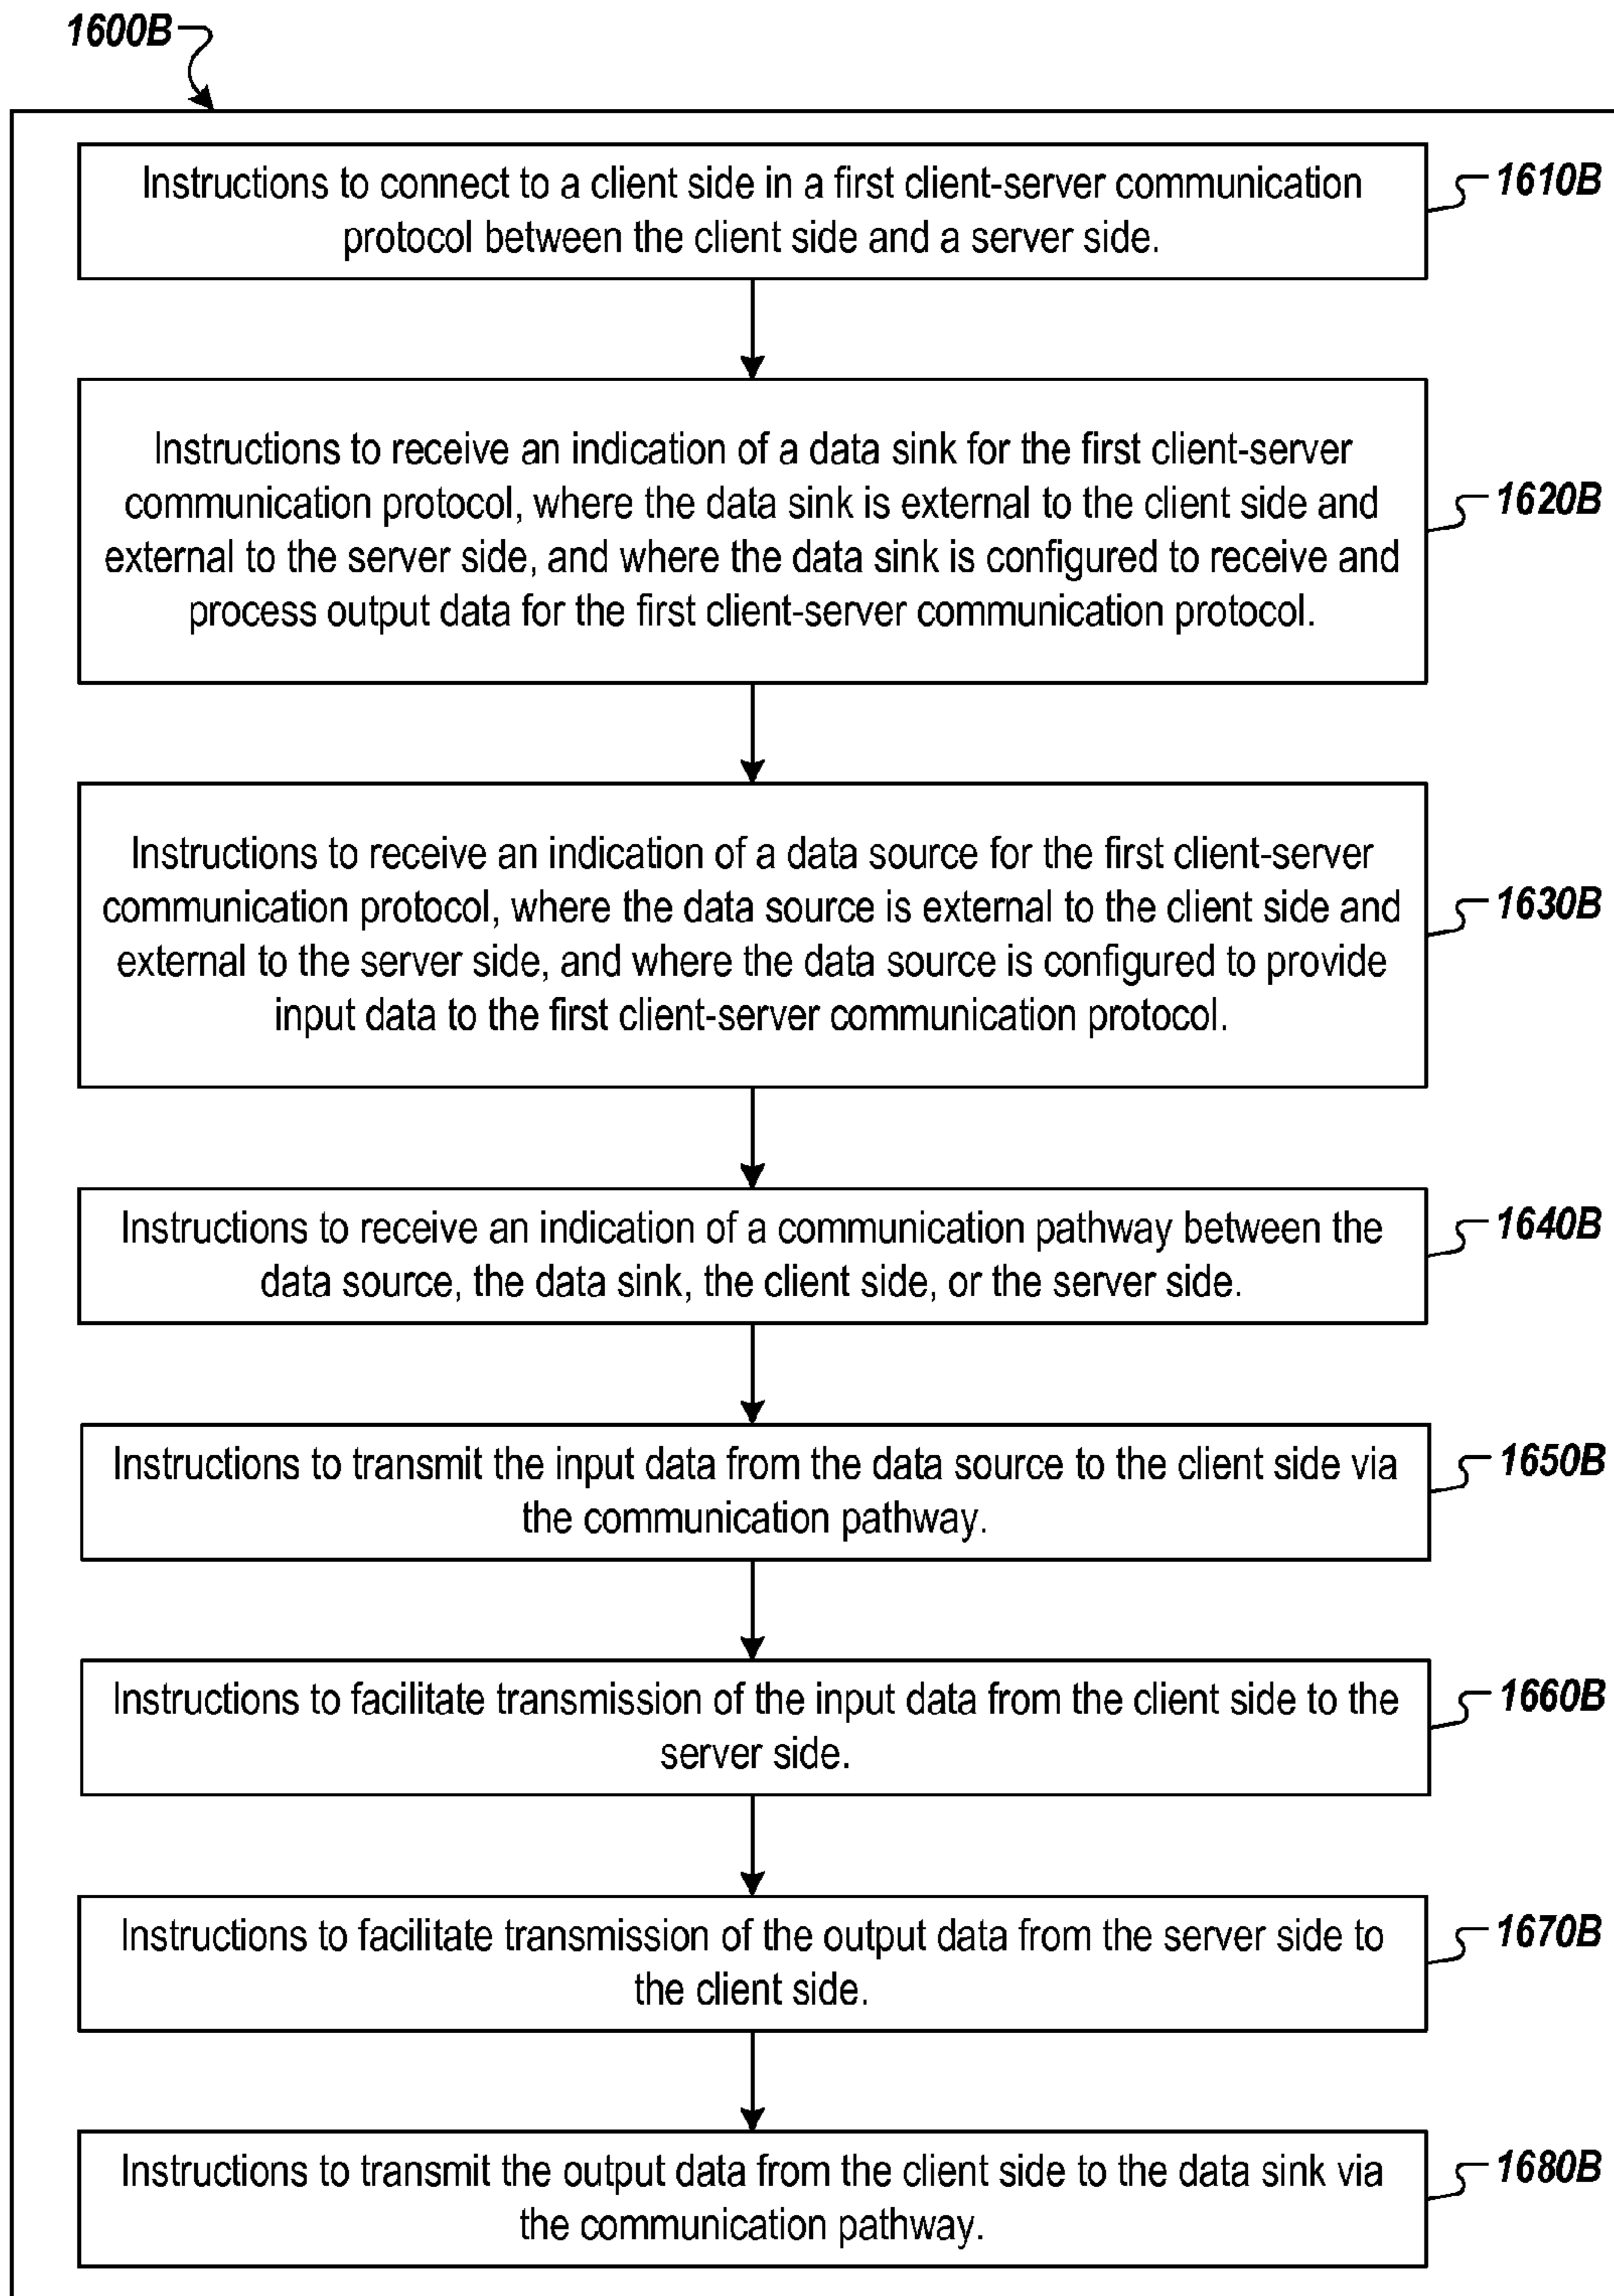 1600B
Instructions to connect to a client side in a first client-server communication
protocol between the client side and a server side.
1610B
Instructions to receive an indication of a data sink for the first client-server
communication protocol, where the data sink is external to the client side and
external to the server side, and where the data sink is configured to receive and
process output data for the first client-server communication protocol.
1620B
Instructions to receive an indication of a data source for the first client-server
communication protocol, where the data source is external to the client side and
external to the server side, and where the data source is configured to provide
input data to the first client-server communication protocol.
1630B
Instructions to receive an indication of a communication pathway between the
data source, the data sink, the client side, or the server side.
1640B
Instructions to transmit the input data from the data source to the client side via
the communication pathway.
1650B
Instructions to facilitate transmission of the input data from the client side to the
server side.
1660B
Instructions to facilitate transmission of the output data from the server side to
the client side.
1670B
Instructions to transmit the output data from the client side to the data sink via
the communication pathway.
1680B